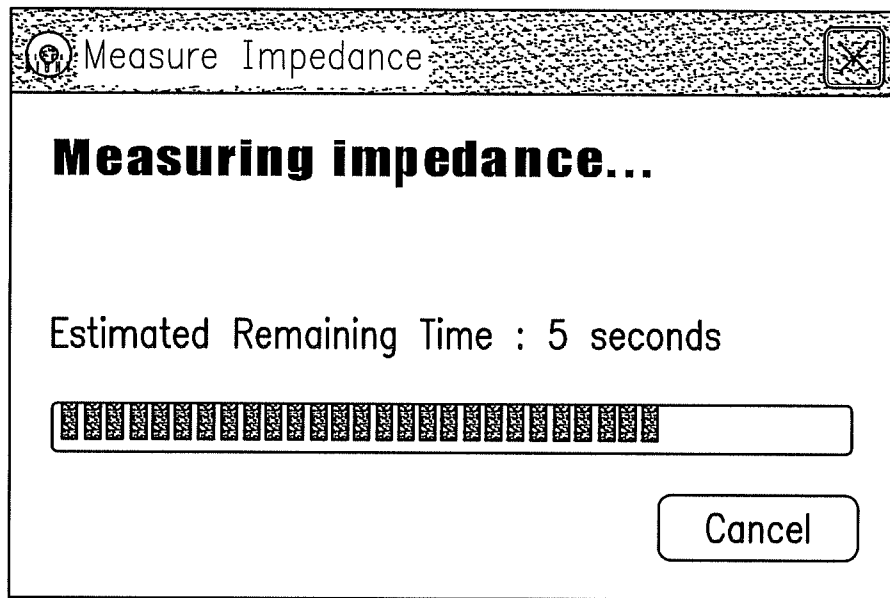 Measure Impedance
Measuring impedance...
Estimated Remaining Time : 5 seconds
Cancel